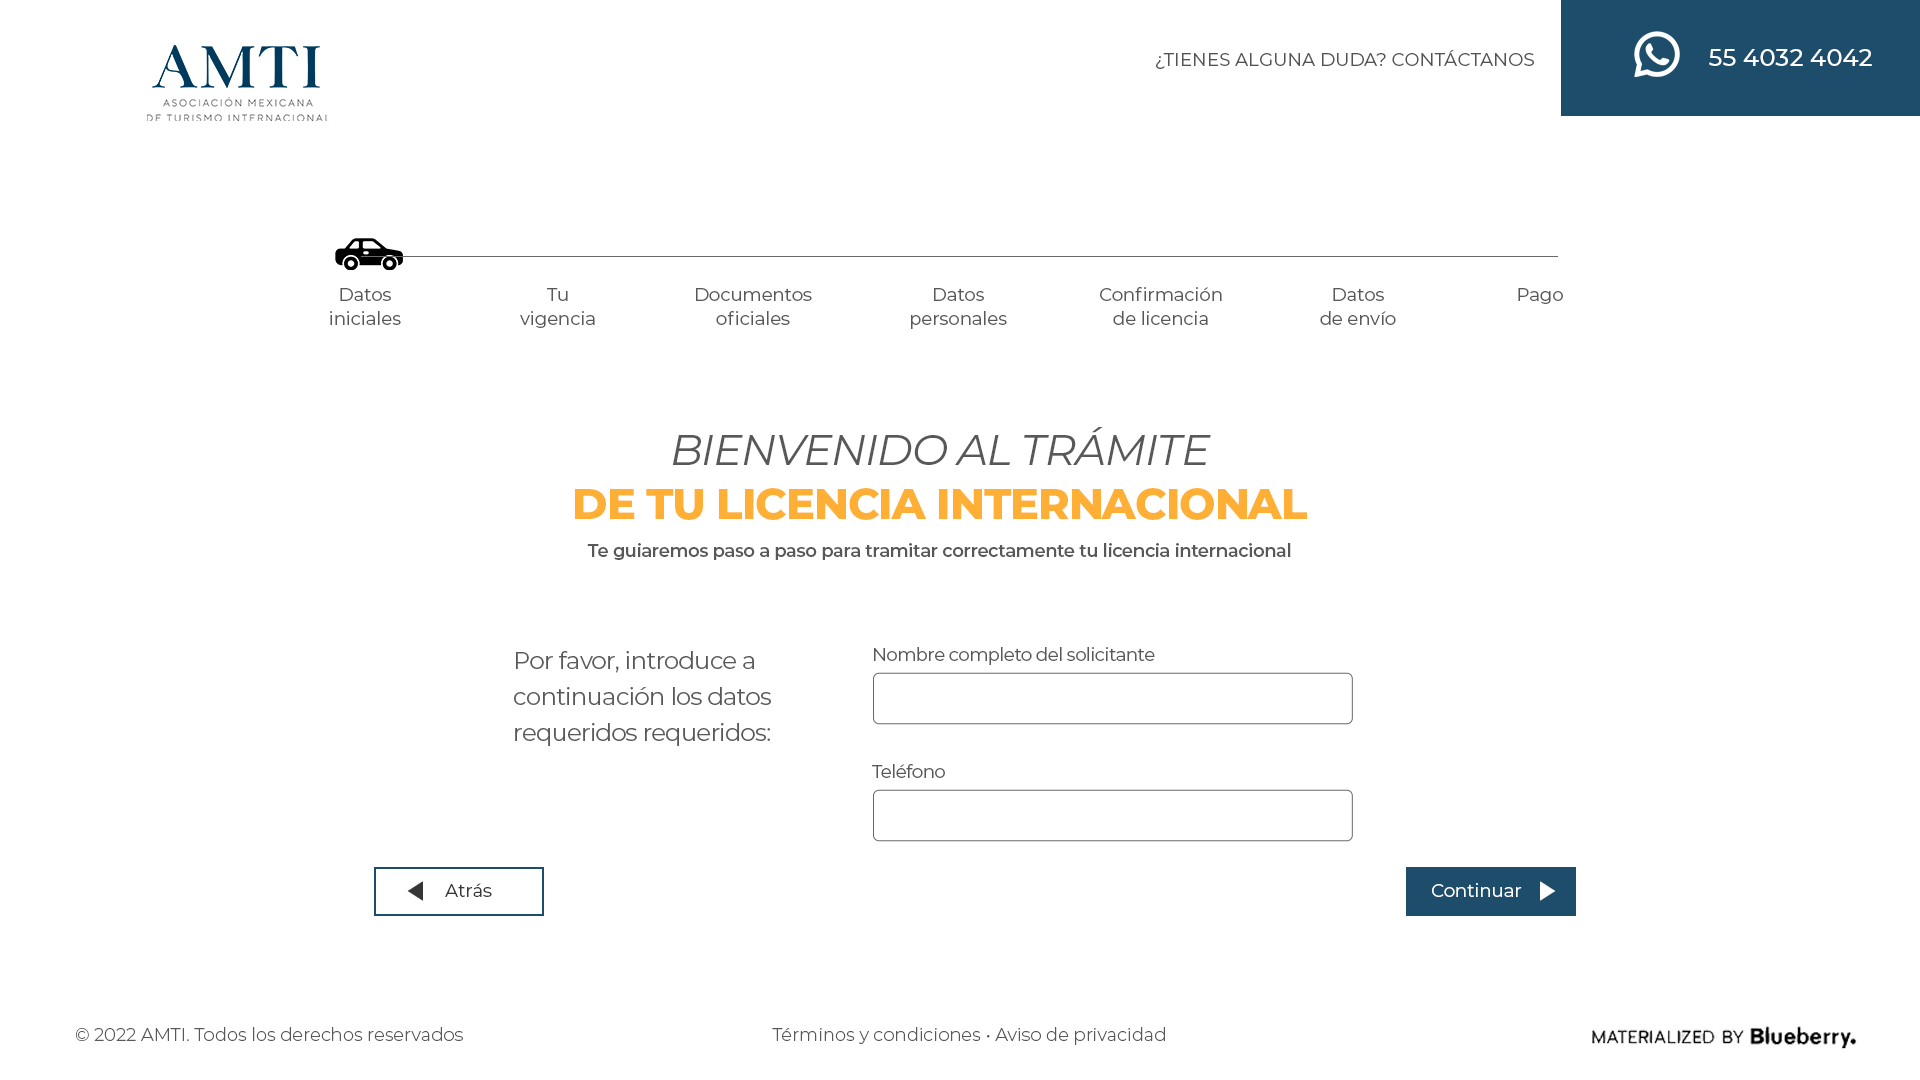 AMTI
ASOCIACIÓN MEXICANA
DE TURISMO INTERNACIONAL
¿TIENES ALGUNA DUDA? CONTÁCTANOS
55 4032 4042
Datos iniciales
Tu vigencia
Documentos oficiales
Datos personales
Confirmación de licencia
Datos de envío
Pago
BIENVENIDO AL TRÁMITE
DE TU LICENCIA INTERNACIONAL
Te guiaremos paso a paso para tramitar correctamente tu licencia internacional
Por favor, introduce a
continuación los datos
requeridos requeridos:
Nombre completo del solicitante
Teléfono
Atrás
Continuar
© 2022 AMTI. Todos los derechos reservados
Términos y condiciones • Aviso de privacidad
MATERIALIZED BY Blueberry.